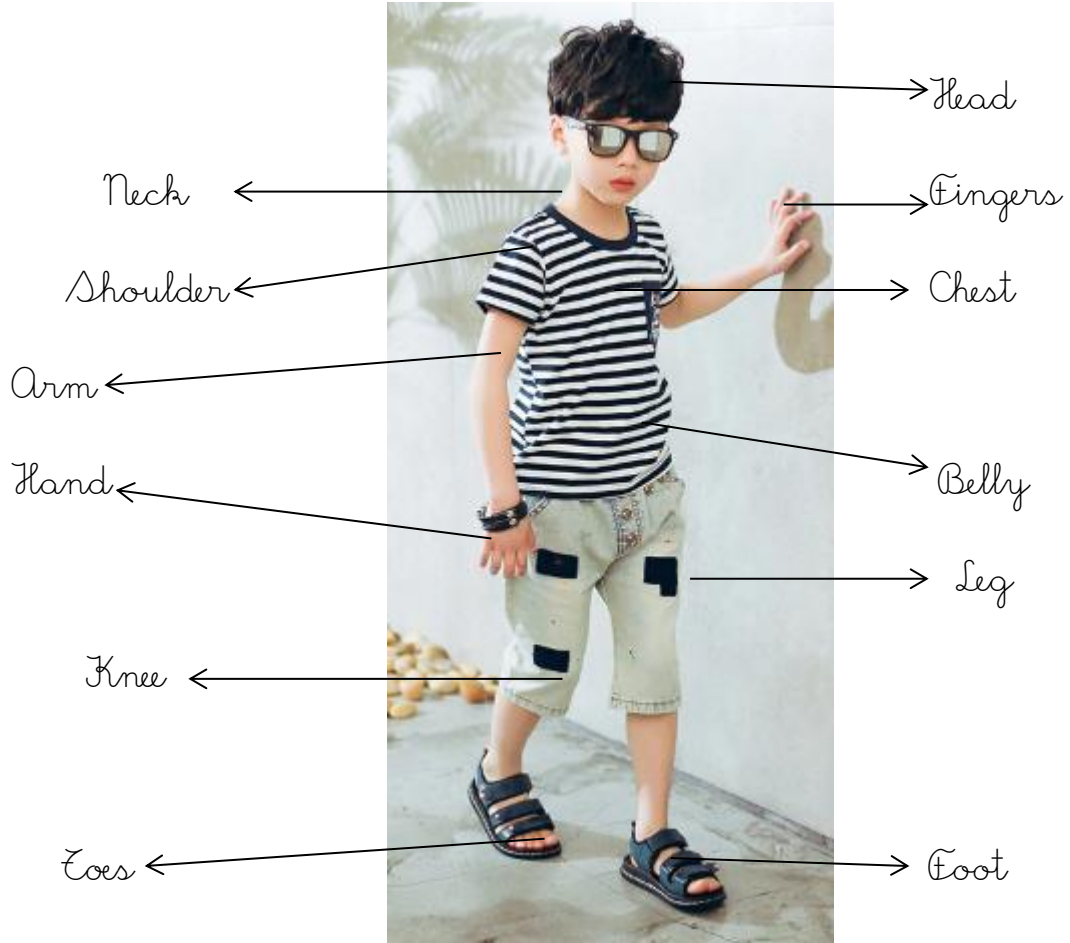 Head
Neck
Fingers
Shoulder
Chest
Arm
Hand
Belly
Leg
Knee
Toes
Foot